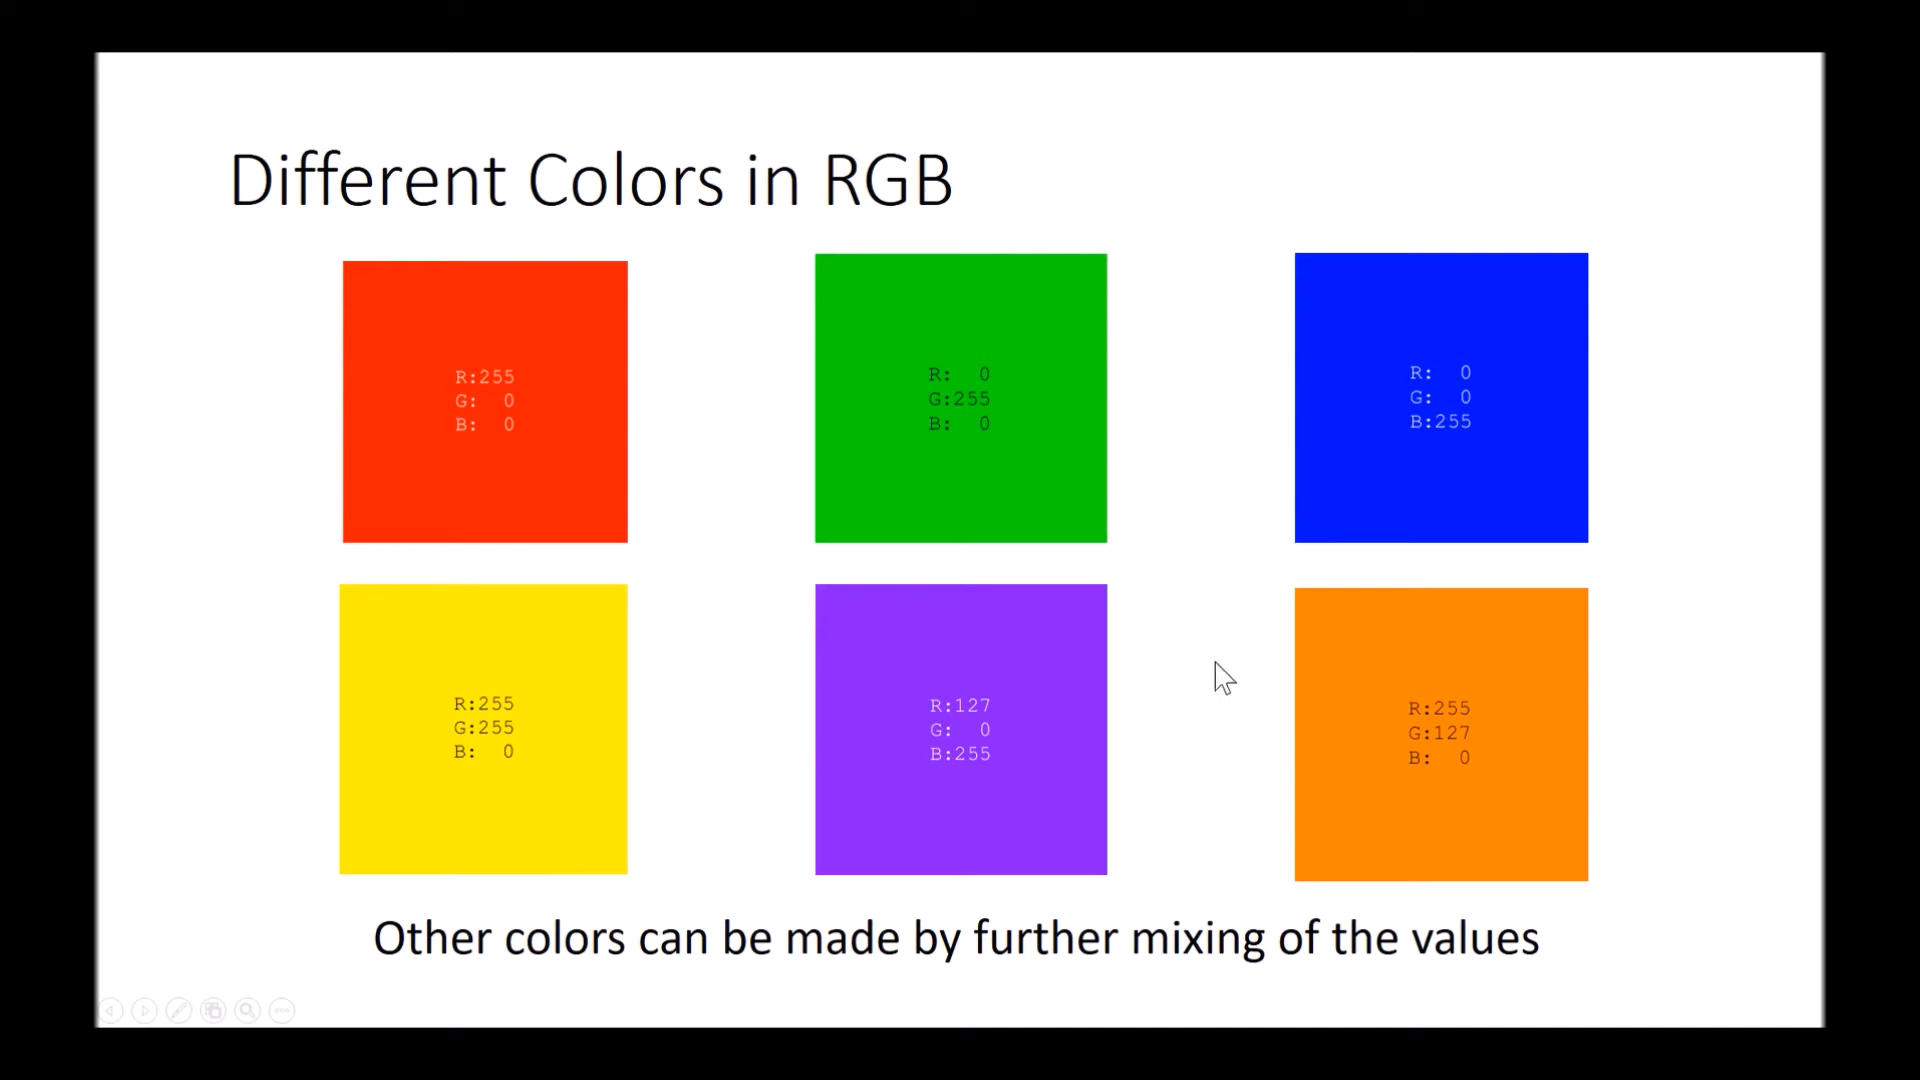 Different Colors in RGB
R:255
G: 0
B: 0
R: 0
G:255
B: 0
R: 0
G: 0
B:255
R:255
G:255
B: 0
R:127
G: 0
B:255
R:255
G:127
B: 0
Other colors can be made by further mixing of the values